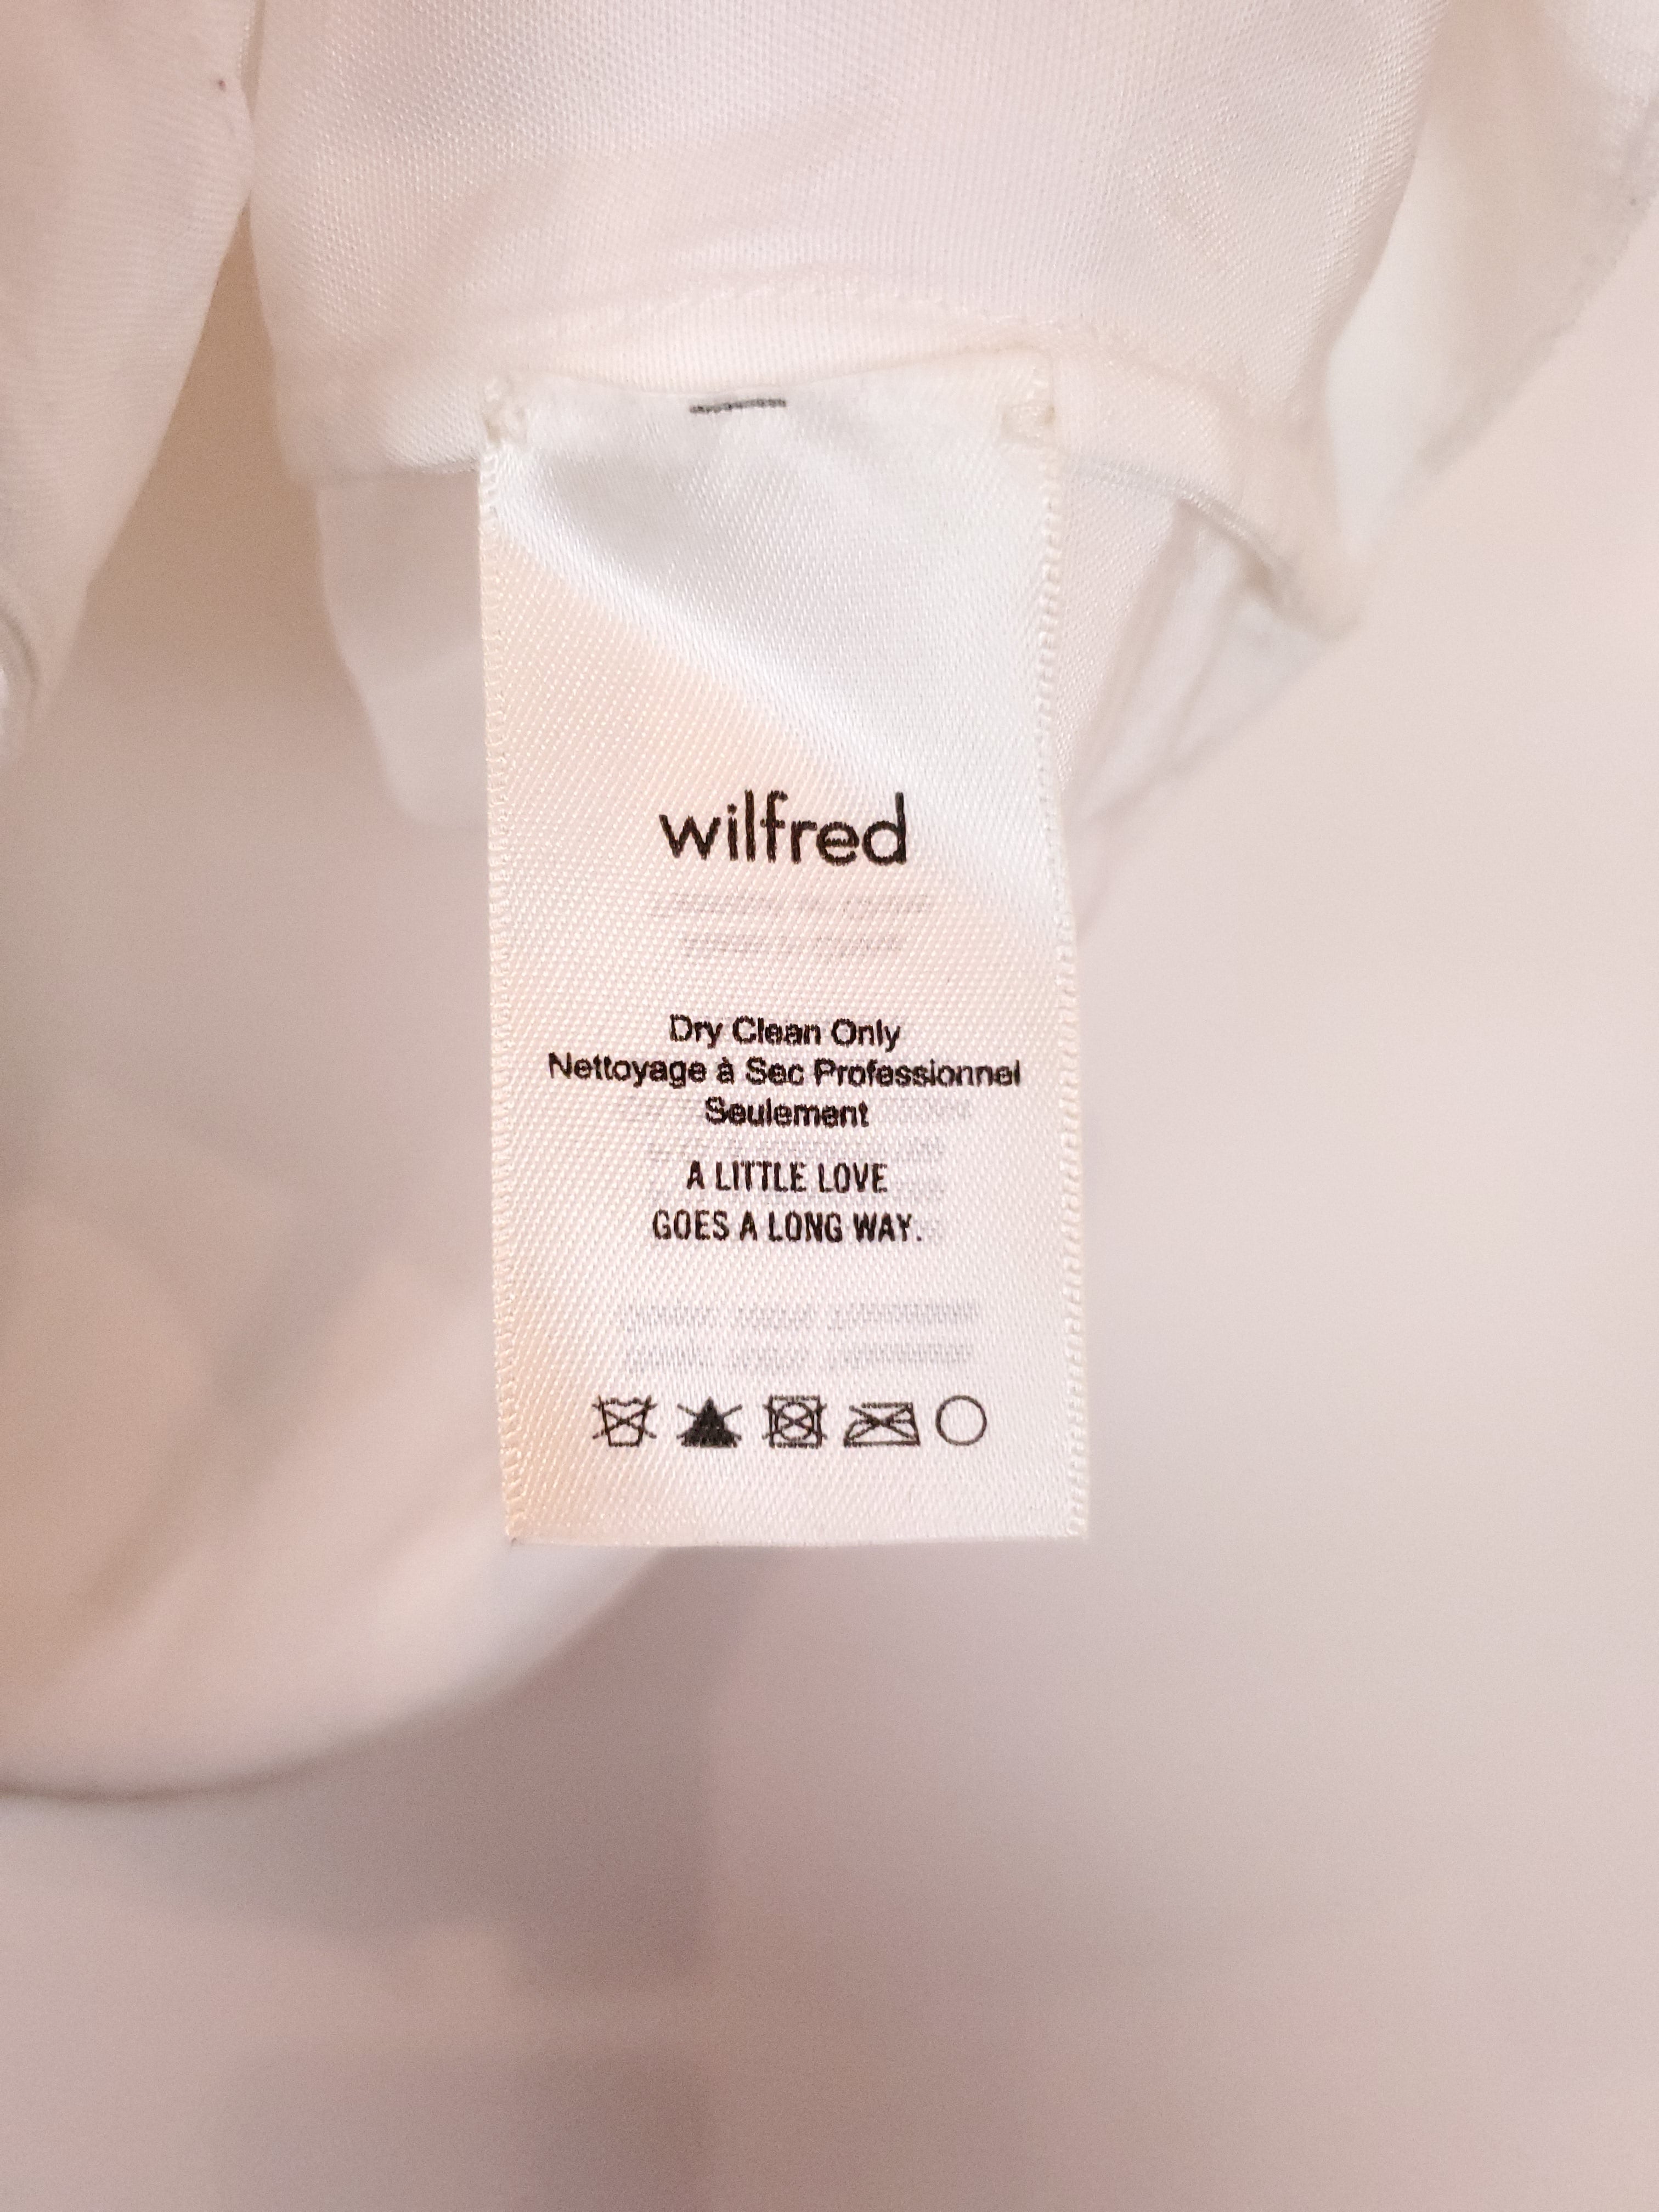 wilfred
Dry Clean Only
Nettoyage à Sec Professionnel
Seulement
A LITTLE LOVE
GOES A LONG WAY.